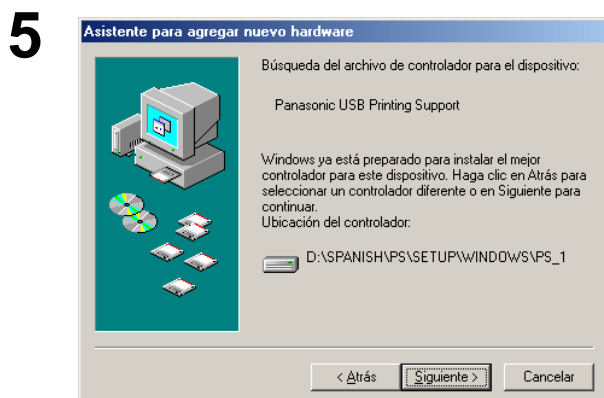 5
Asistente para agregar nuevo hardware
Búsqueda del archivo de controlador para el dispositivo:
Panasonic USB Printing Support
Windows ya está preparado para instalar el mejor
controlador para este dispositivo. Haga clic en Atrás para
seleccionar un controlador diferente o en Siguiente para
continuar.
Ubicación del controlador:
D:\SPANISH\PS\SETUP\WINDOWS\PS_1
< Atrás
Siguiente >
Cancelar